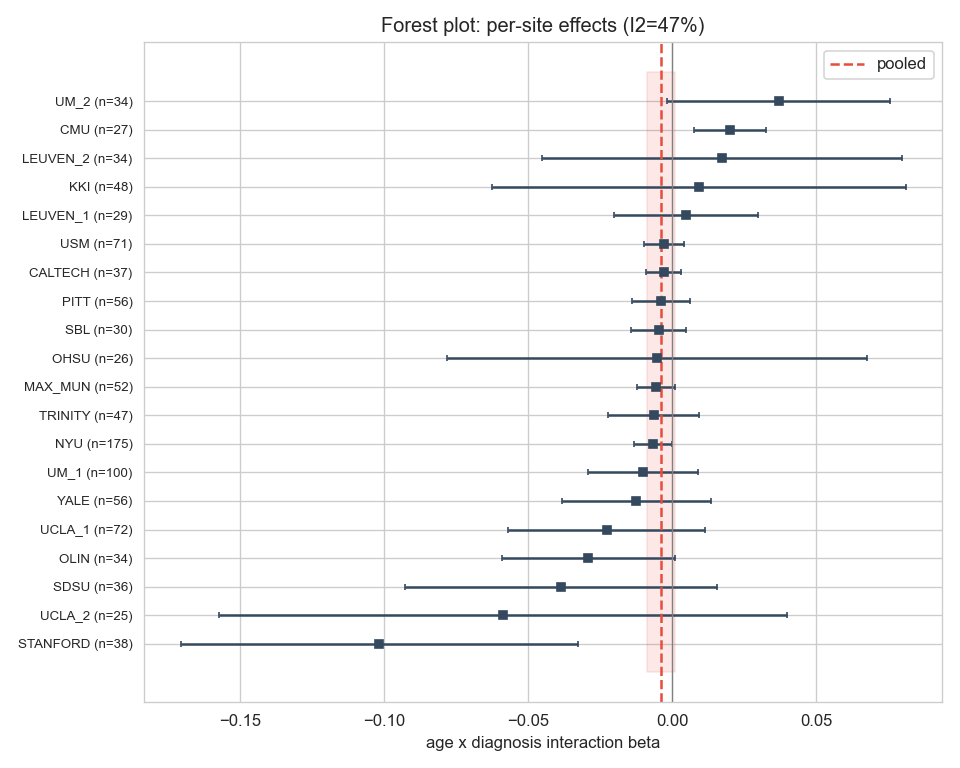 Forest plot: per-site effects (I2=47%)
pooled
UM_2 (n=34)
CMU (n=27)
LEUVEN_2 (n=34)
KKI (n=48)
LEUVEN_1 (n=29)
USM (n=71)
CALTECH (n=37)
PITT (n=56)
SBL (n=30)
OHSU (n=26)
MAX_MUN (n=52)
TRINITY (n=47)
NYU (n=175)
UM_1 (n=100)
YALE (n=56)
UCLA_1 (n=72)
OLIN (n=34)
SDSU (n=36)
UCLA_2 (n=25)
STANFORD (n=38)
−0.15 −0.10 −0.05 0.00 0.05
age x diagnosis interaction beta